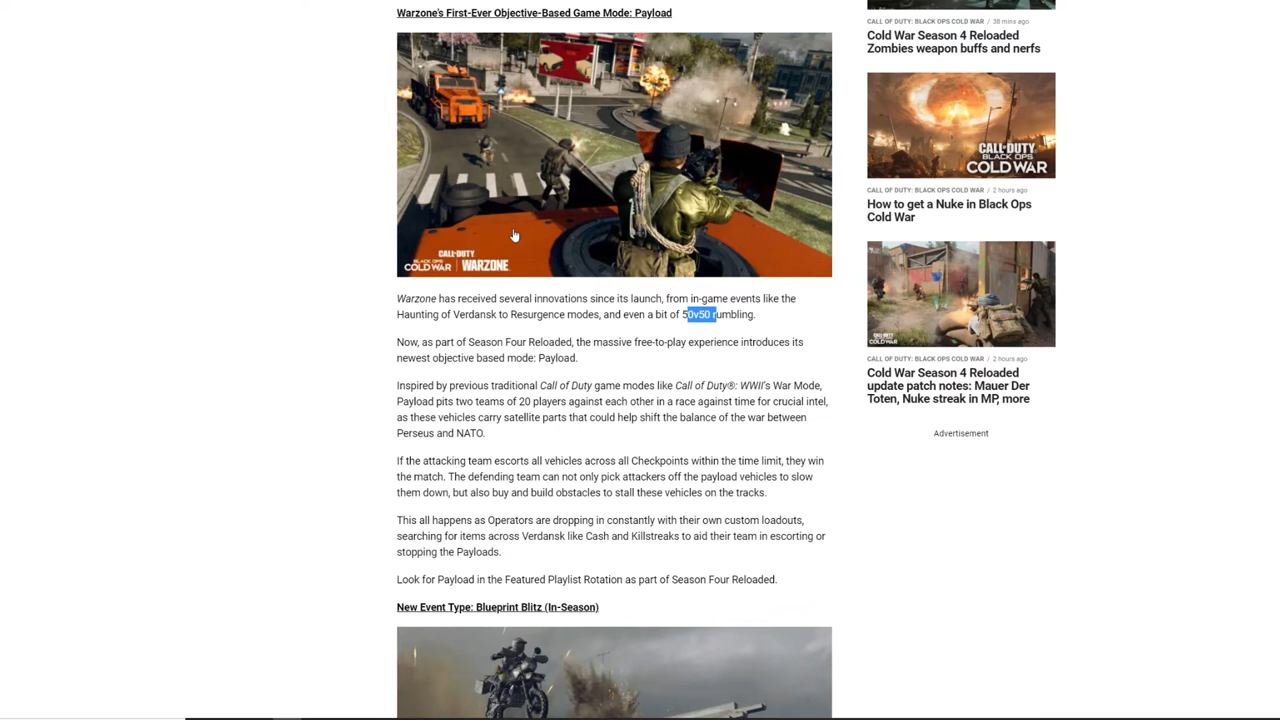 Warzone's First-Ever Objective-Based Game Mode: Payload
CALL OF DUTY
BLACK OPS
COLD WAR | WARZONE
Warzone has received several innovations since its launch, from in-game events like the
Haunting of Verdansk to Resurgence modes, and even a bit of 50v50 rumbling.
Now, as part of Season Four Reloaded, the massive free-to-play experience introduces its
newest objective based mode: Payload.
Inspired by previous traditional Call of Duty game modes like Call of Duty®: WWII's War Mode,
Payload pits two teams of 20 players against each other in a race against time for crucial intel,
as these vehicles carry satellite parts that could help shift the balance of the war between
Perseus and NATO.
If the attacking team escorts all vehicles across all Checkpoints within the time limit, they win
the match. The defending team can not only pick attackers off the payload vehicles to slow
them down, but also buy and build obstacles to stall these vehicles on the tracks.
This all happens as Operators are dropping in constantly with their own custom loadouts,
searching for items across Verdansk like Cash and Killstreaks to aid their team in escorting or
stopping the Payloads.
Look for Payload in the Featured Playlist Rotation as part of Season Four Reloaded.
New Event Type: Blueprint Blitz (In-Season)
CALL OF DUTY: BLACK OPS COLD WAR / 38 mins ago
Cold War Season 4 Reloaded
Zombies weapon buffs and nerfs
CALL OF DUTY
BLACK OPS
COLD WAR
CALL OF DUTY: BLACK OPS COLD WAR / 2 hours ago
How to get a Nuke in Black Ops
Cold War
CALL OF DUTY: BLACK OPS COLD WAR / 2 hours ago
Cold War Season 4 Reloaded
update patch notes: Mauer Der
Toten, Nuke streak in MP, more
Advertisement